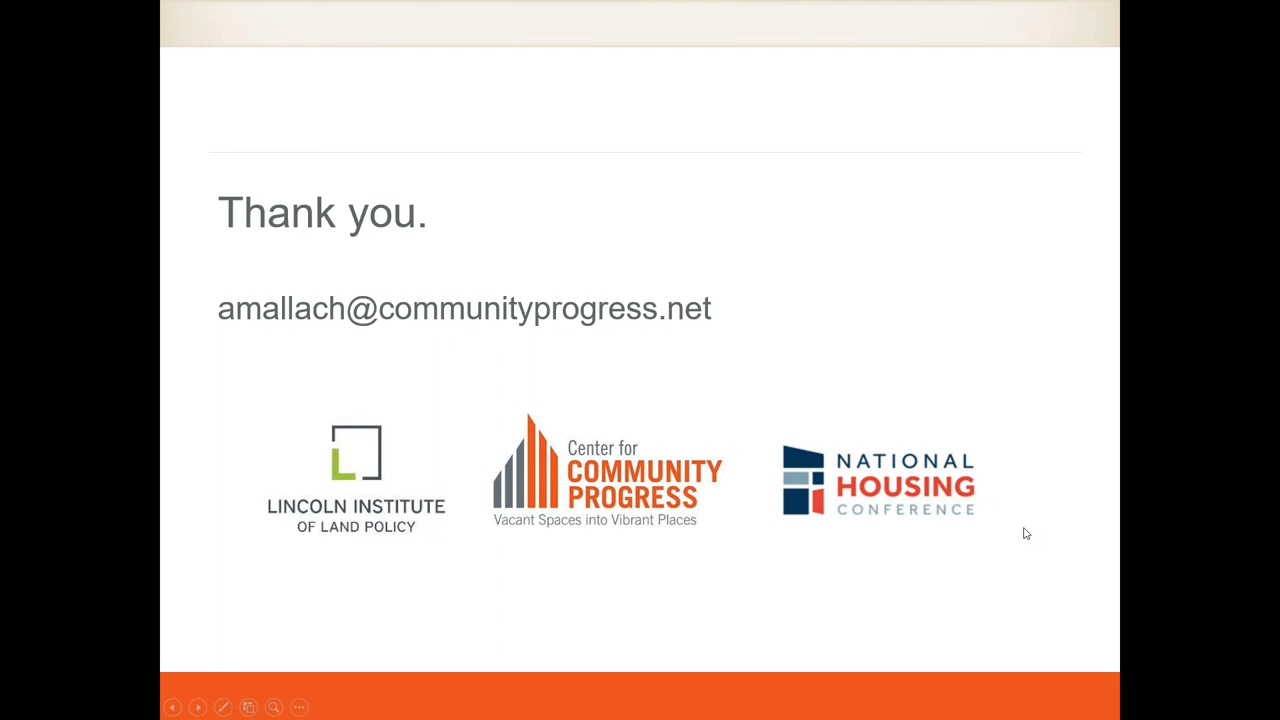 Thank you.
amallach@communityprogress.net
LINCOLN INSTITUTE
OF LAND POLICY
Center for
COMMUNITY
PROGRESS
Vacant Spaces into Vibrant Places
NATIONAL
HOUSING
CONFERENCE